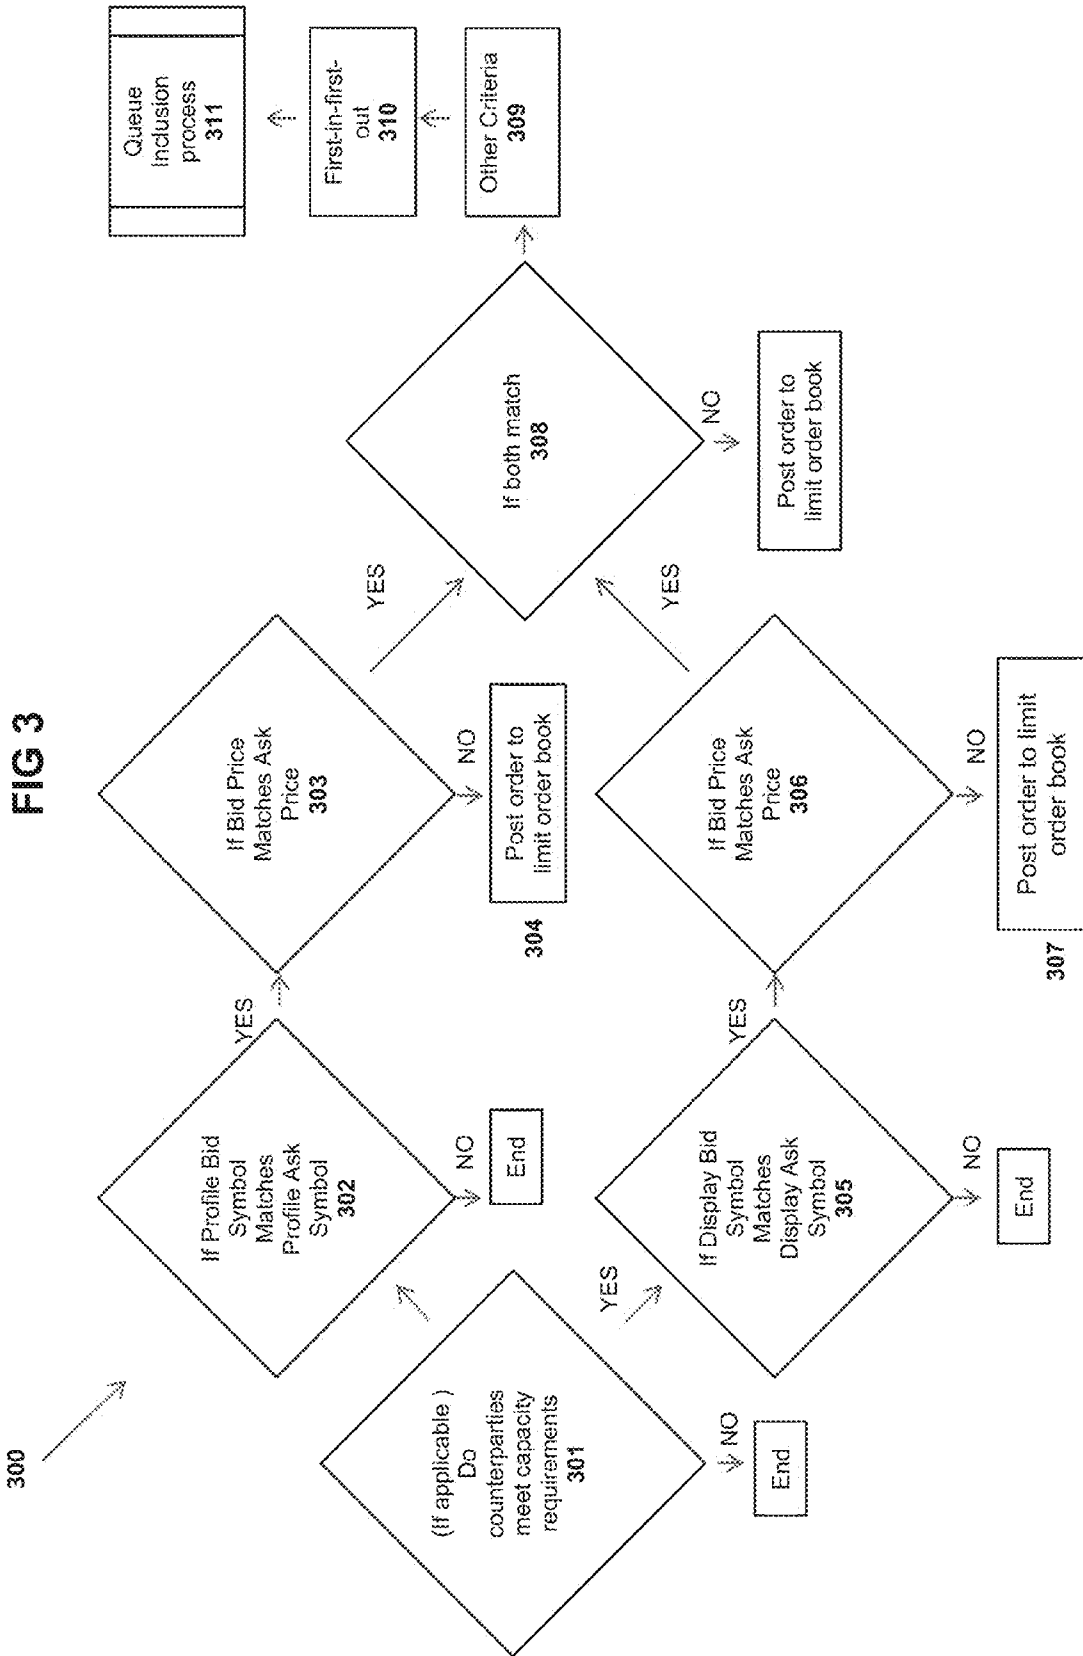 FIG 3
300
(If applicable )
Do
counterparties
meet capacity
requirements
301
NO
End
YES
If Profile Bid
Symbol
Matches
Profile Ask
Symbol
302
NO
End
YES
If Bid Price
Matches Ask
Price
303
NO
Post order to
limit order book
304
YES
If Display Bid
Symbol
Matches
Display Ask
Symbol
305
NO
End
YES
If Bid Price
Matches Ask
Price
306
NO
Post order to limit
order book
307
YES
If both match
308
NO
Post order to
limit order book
Other Criteria
309
First-in-first-
out
310
Queue
Inclusion
process
311